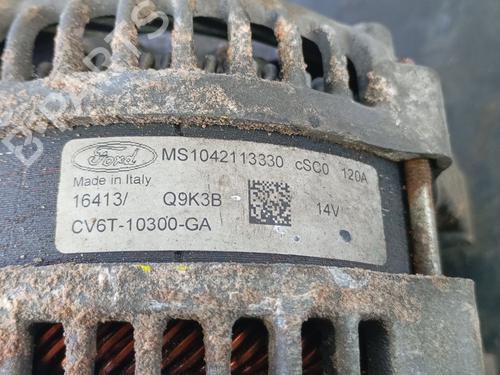 Ford MS1042113330 cSC0 120A
Made in Italy
16413/ Q9K3B 14V
CV6T-10300-GA